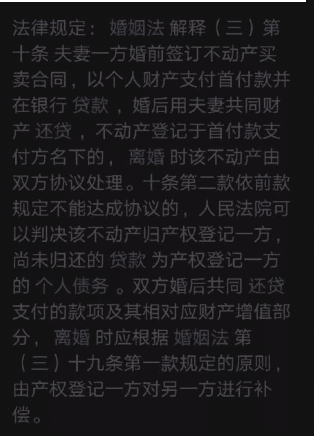 法律规定： 婚姻法 解释（三）第
十条 夫妻一方婚前签订不动产买
卖合同，以个人财产支付首付款并
在银行 贷款 ，婚后用夫妻共同财
产 还贷 ，不动产登记于首付款支
付方名下的， 离婚 时该不动产由
双方协议处理。十条第二款依前款
规定不能达成协议的，人民法院可
以判决该不动产归产权登记一方，
尚未归还的 贷款 为产权登记一方
的 个人债务 。双方婚后共同 还贷
支付的款项及其相对应财产增值部
分， 离婚 时应根据 婚姻法 第
（三）十九条第一款规定的原则，
由产权登记一方对另一方进行补
偿。